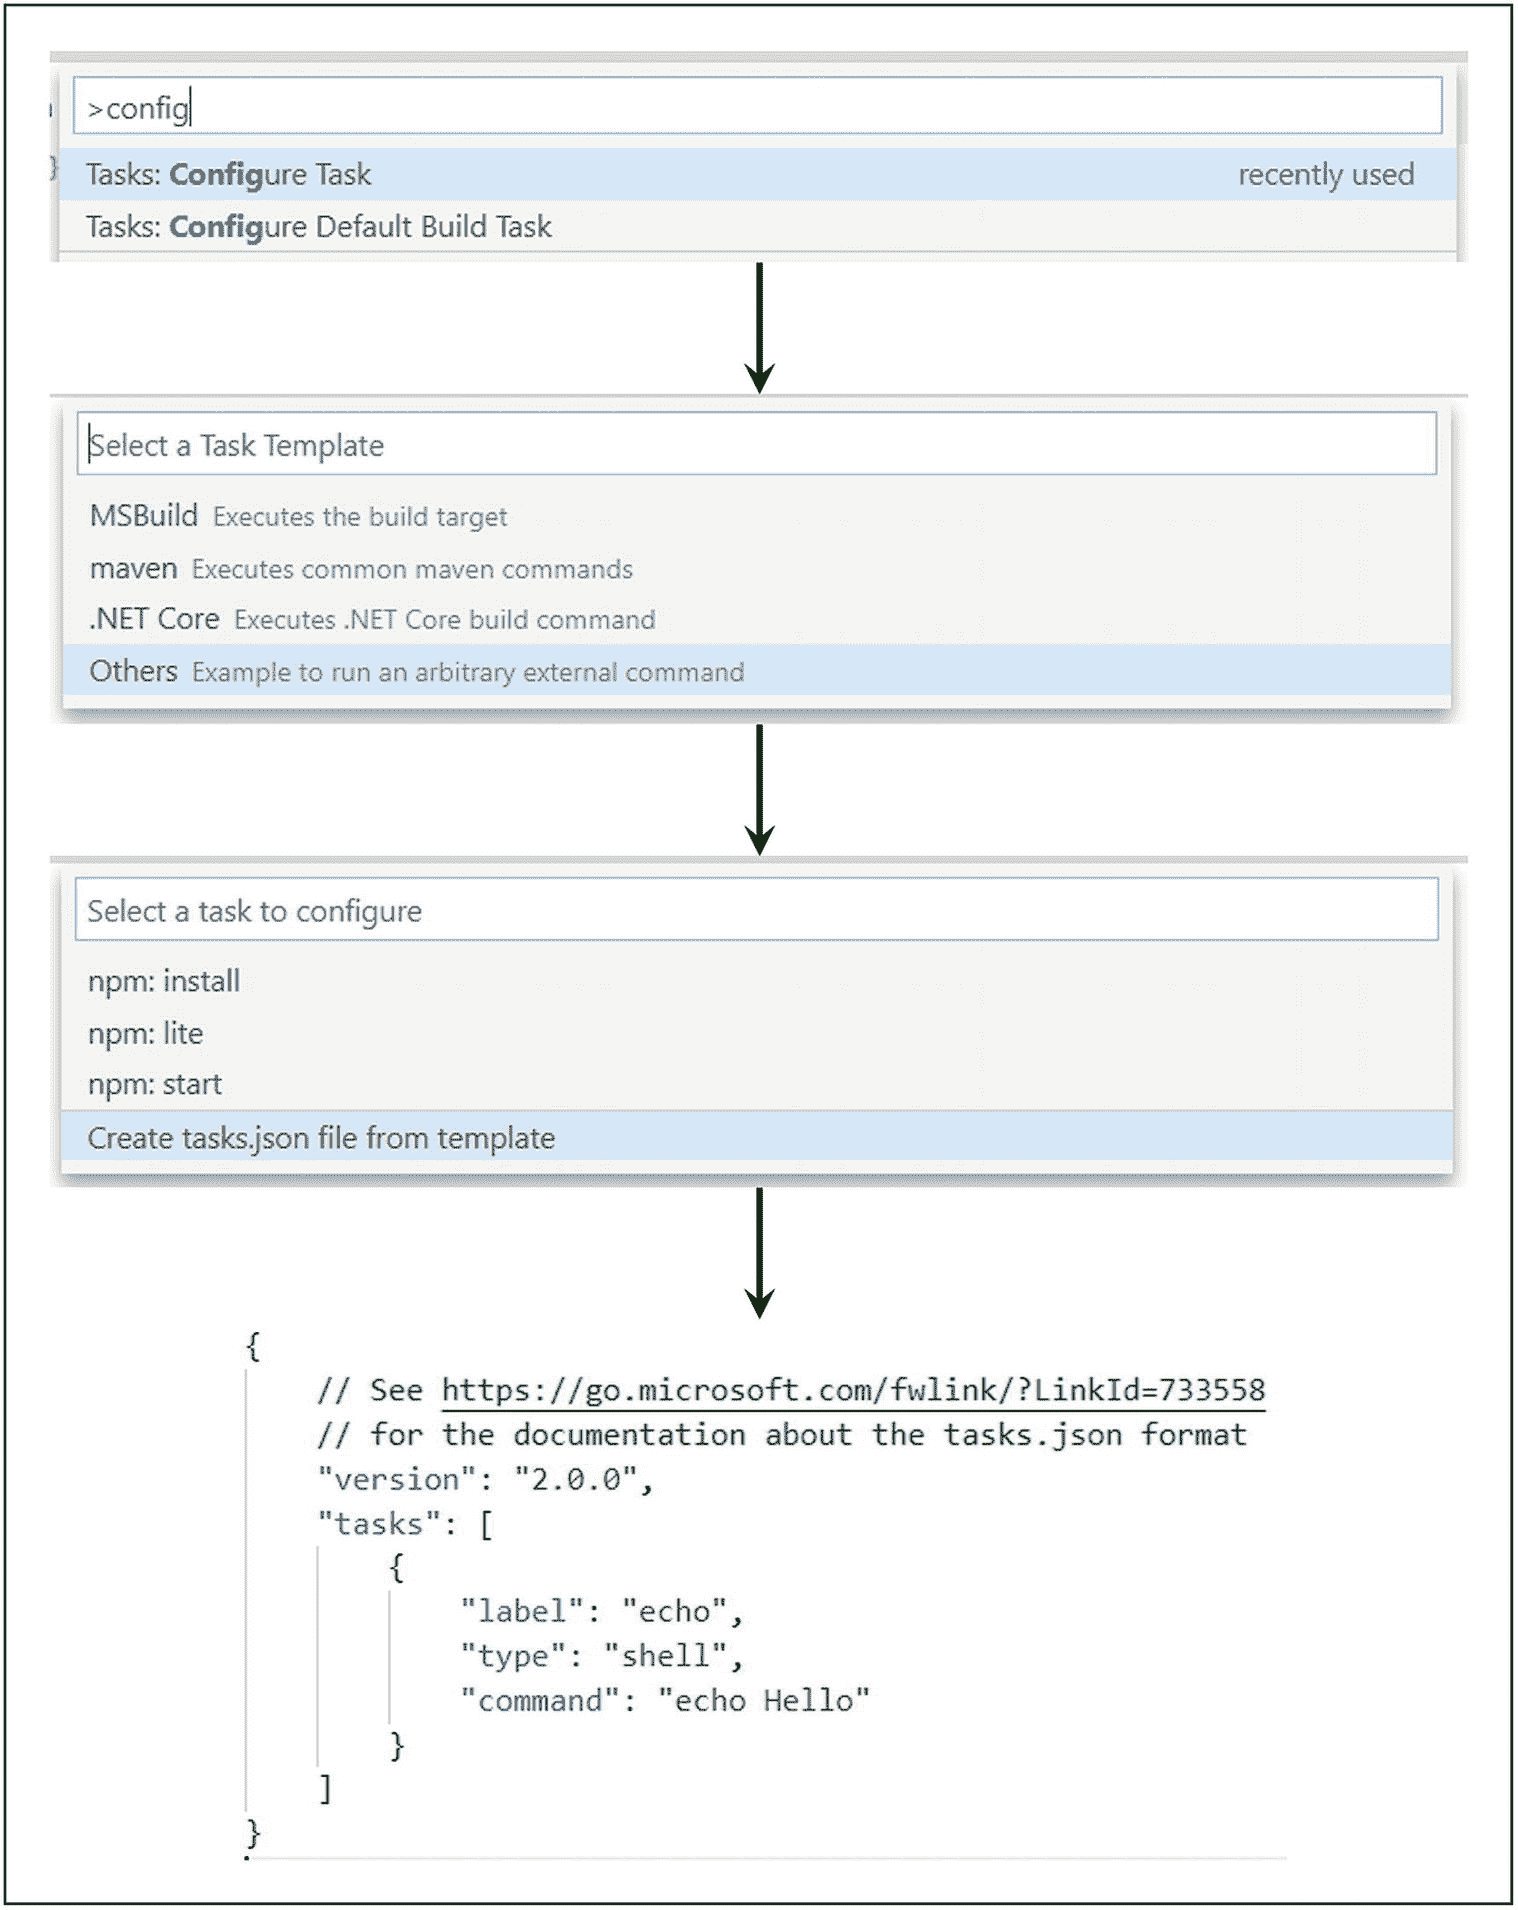 >config
Tasks: Configure Task recently used
Tasks: Configure Default Build Task
Select a Task Template
MSBuild Executes the build target
maven Executes common maven commands
.NET Core Executes .NET Core build command
Others Example to run an arbitrary external command
Select a task to configure
npm: install
npm: lite
npm: start
Create tasks.json file from template
{
// See https://go.microsoft.com/fwlink/?LinkId=733558
// for the documentation about the tasks.json format
"version": "2.0.0",
"tasks": [
{
"label": "echo",
"type": "shell",
"command": "echo Hello"
}
]
}